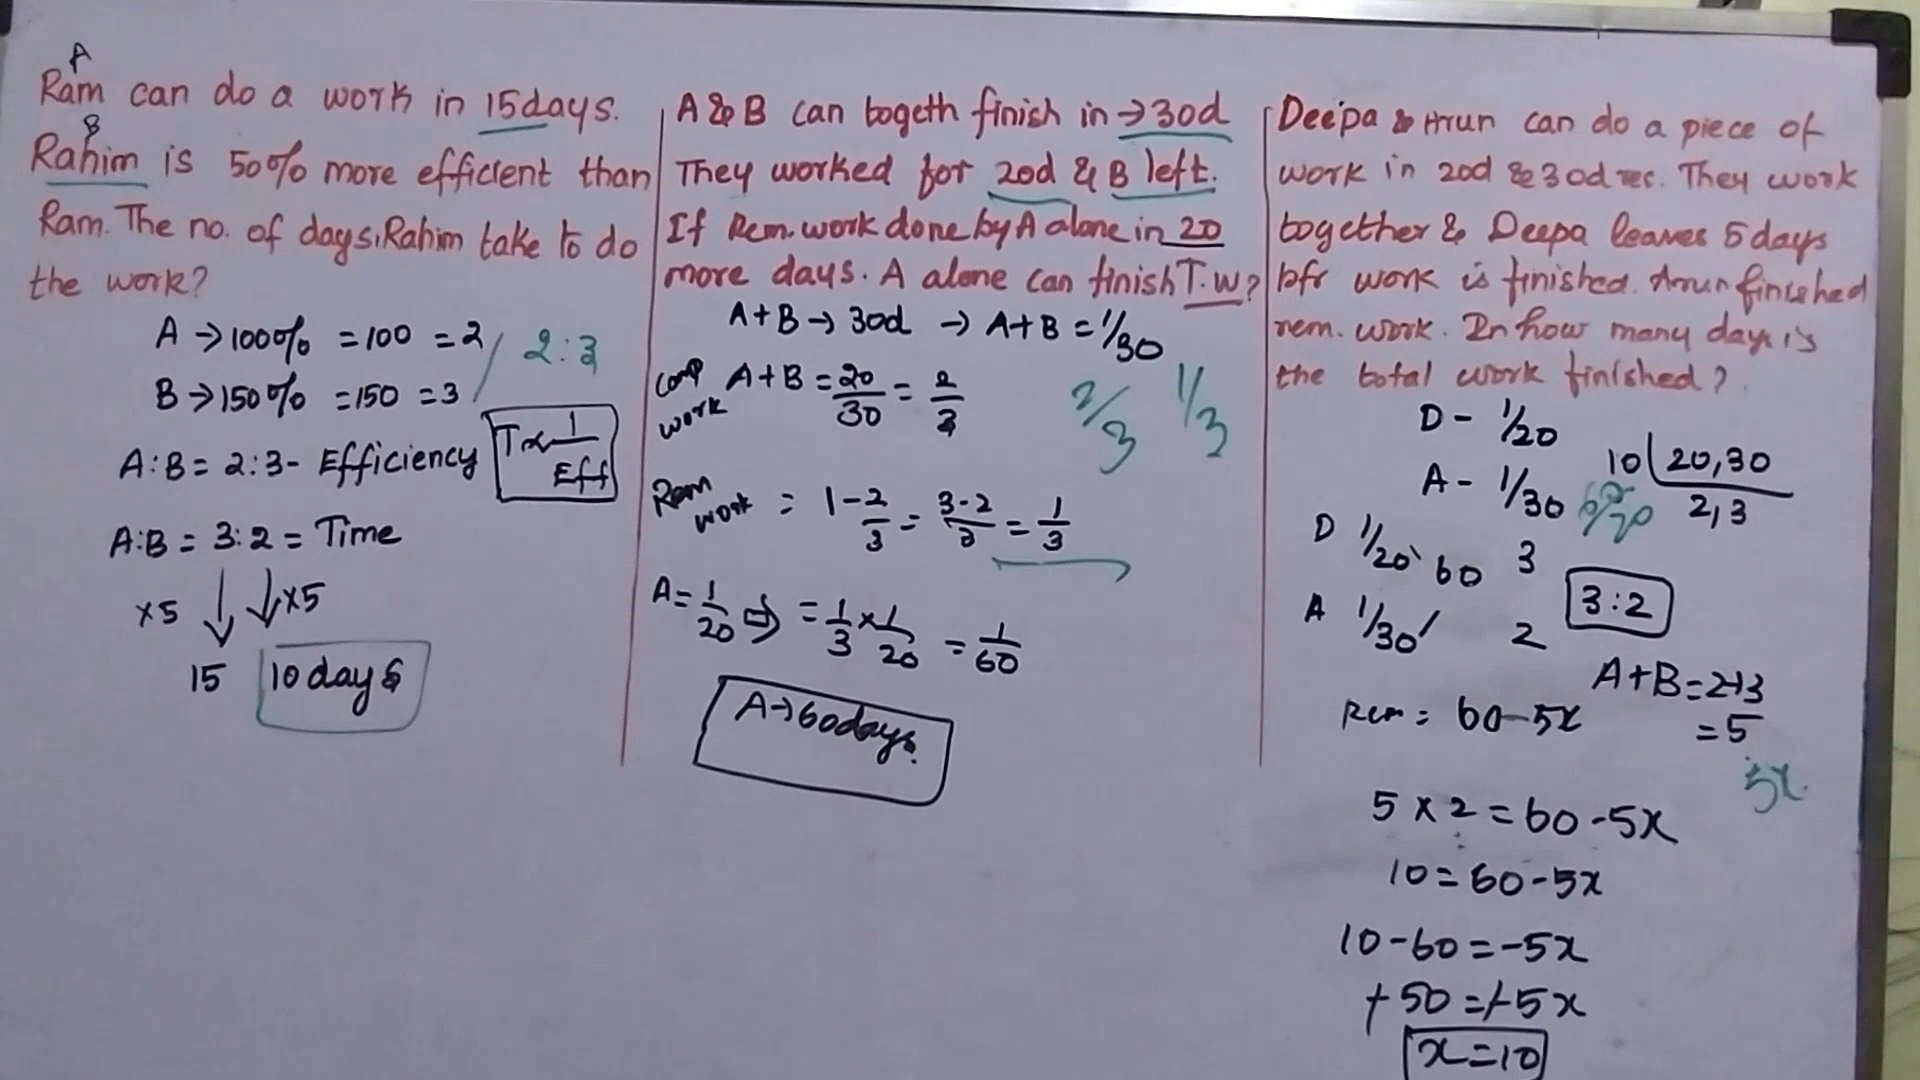 A
Ram can do a work in 15days.
B
Rahim is 50% more efficient than
Ram. The no. of days, Rahim take to do
the work?
A → 100% = 100 = 2
B → 150% = 150 = 3
2:3
A:B = 2:3 - Efficiency
T∝ 1/Eff
A:B = 3:2 = Time
×5 ×5
15 10 days
A & B can togeth finish in → 30d
They worked for 20d & B left.
If Rem. work done by A alone in 20
more days. A alone can finish T.W?
A+B → 30d → A+B = 1/30
comp work A+B = 20/30 = 2/3
2/3 1/3
Rem work = 1 - 2/3 = 3-2/3 = 1/3
A = 1/20 ⇒ = 1/3 × 1/20 = 1/60
A → 60days.
Deepa & Arun can do a piece of
work in 20d & 30d rec. They work
together & Deepa leaves 5 days
bfr work is finished. Arun finished
rem. work. In how many days is
the total work finished?
D - 1/20
A - 1/30
10 | 20, 30
2, 3
D 1/20 60 3
A 1/30 2
3:2
A+B = 2+3
= 5
Rem = 60 - 5x
5x
5 × 2 = 60 - 5x
10 = 60 - 5x
10 - 60 = -5x
+50 = +5x
x = 10